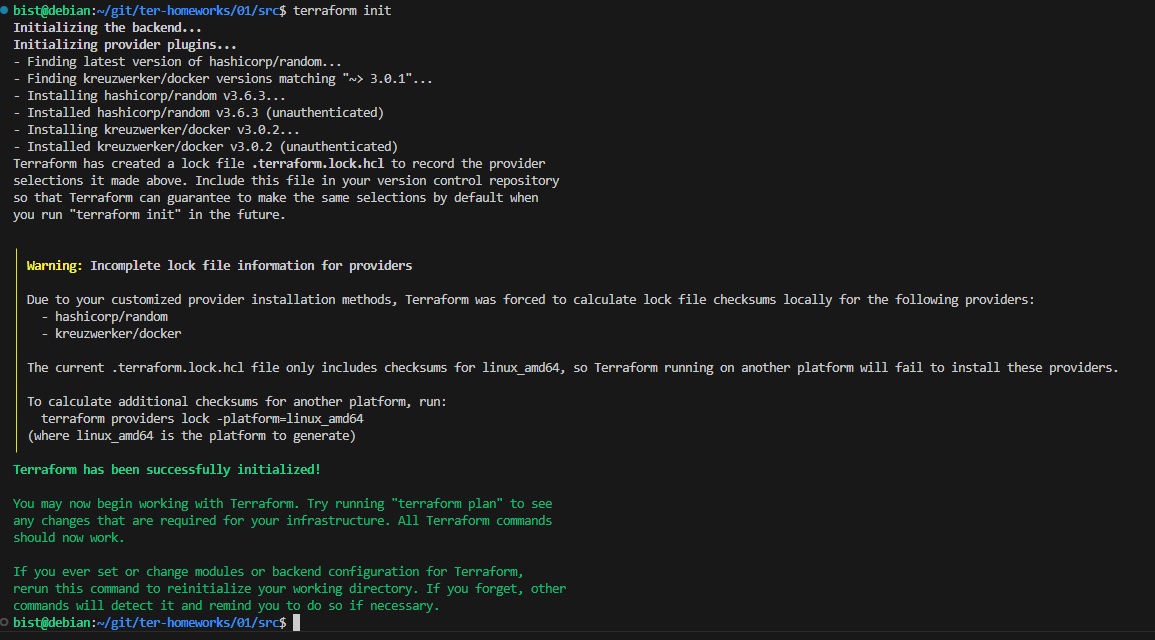 bist@debian:~/git/ter-homeworks/01/src$ terraform init
Initializing the backend...
Initializing provider plugins...
- Finding latest version of hashicorp/random...
- Finding kreuzwerker/docker versions matching "~> 3.0.1"...
- Installing hashicorp/random v3.6.3...
- Installed hashicorp/random v3.6.3 (unauthenticated)
- Installing kreuzwerker/docker v3.0.2...
- Installed kreuzwerker/docker v3.0.2 (unauthenticated)
Terraform has created a lock file .terraform.lock.hcl to record the provider
selections it made above. Include this file in your version control repository
so that Terraform can guarantee to make the same selections by default when
you run "terraform init" in the future.
Warning: Incomplete lock file information for providers
Due to your customized provider installation methods, Terraform was forced to calculate lock file checksums locally for the following providers:
- hashicorp/random
- kreuzwerker/docker
The current .terraform.lock.hcl file only includes checksums for linux_amd64, so Terraform running on another platform will fail to install these providers.
To calculate additional checksums for another platform, run:
terraform providers lock -platform=linux_amd64
(where linux_amd64 is the platform to generate)
Terraform has been successfully initialized!
You may now begin working with Terraform. Try running "terraform plan" to see
any changes that are required for your infrastructure. All Terraform commands
should now work.
If you ever set or change modules or backend configuration for Terraform,
rerun this command to reinitialize your working directory. If you forget, other
commands will detect it and remind you to do so if necessary.
bist@debian:~/git/ter-homeworks/01/src$